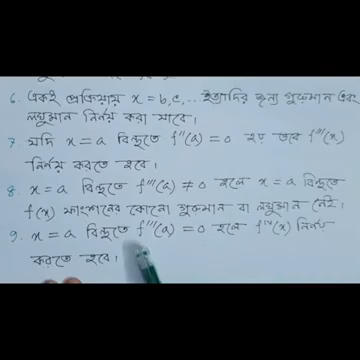 6. একই প্রক্রিয়ায় x = b, c, ... ইত্যাদির জন্য গুরুমান এবং
লঘুমান নির্ণয় করা যাবে।
7. যদি x = a বিন্দুতে f''(a) = 0 হয় তবে f'''(x)
নির্ণয় করতে হবে।
8. x = a বিন্দুতে f'''(a) ≠ 0 হলে x = a বিন্দুতে
f(x) ফাংশনের কোনো গুরুমান বা লঘুমান নেই।
9. x = a বিন্দুতে f'''(a) = 0 হলে f^{iv}(x) নির্ণয়
করতে হবে।